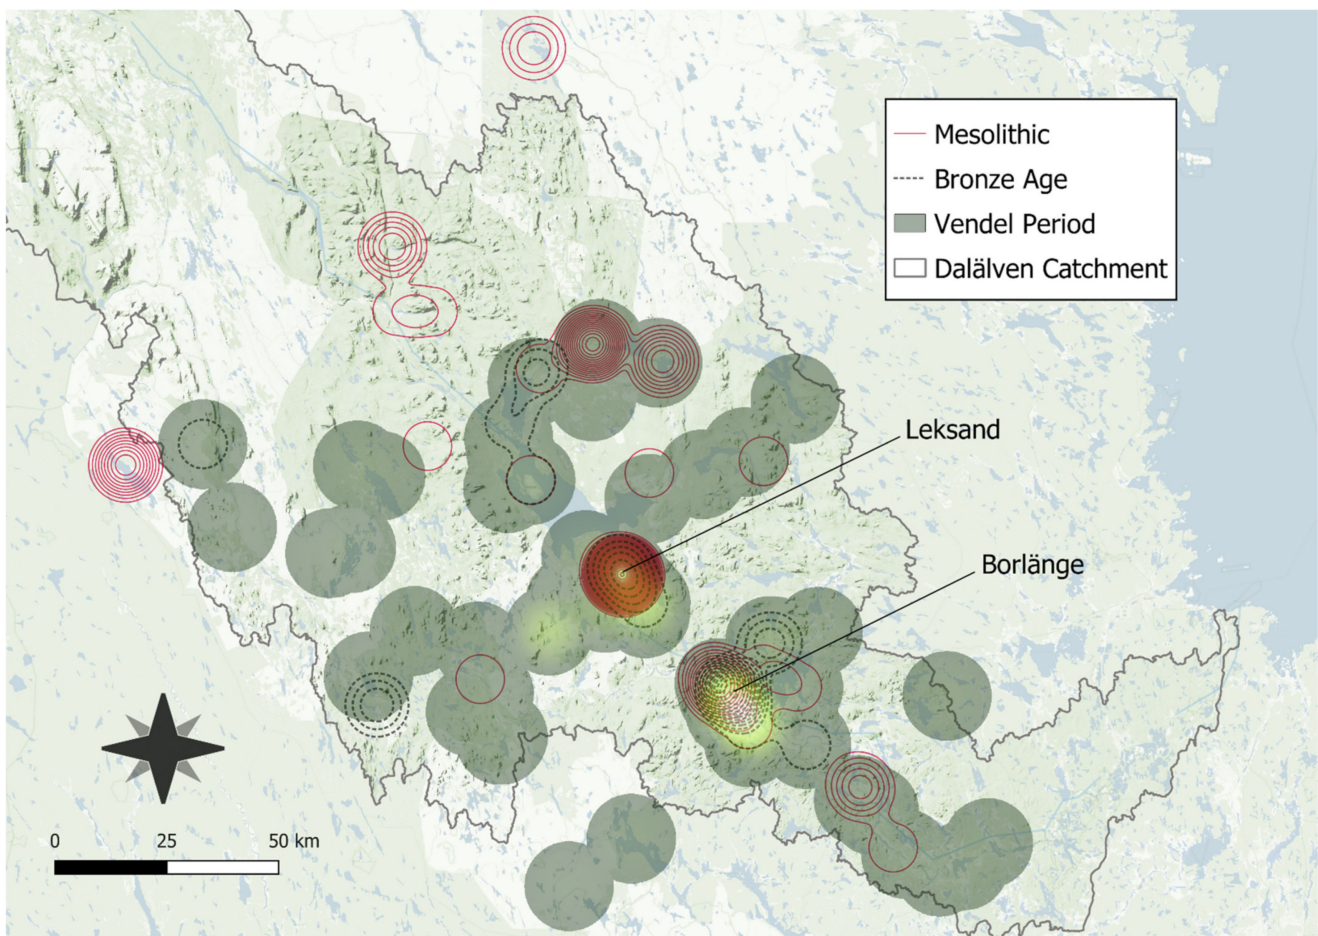 Mesolithic
Bronze Age
Vendel Period
Dalälven Catchment
Leksand
Borlänge
0 25 50 km